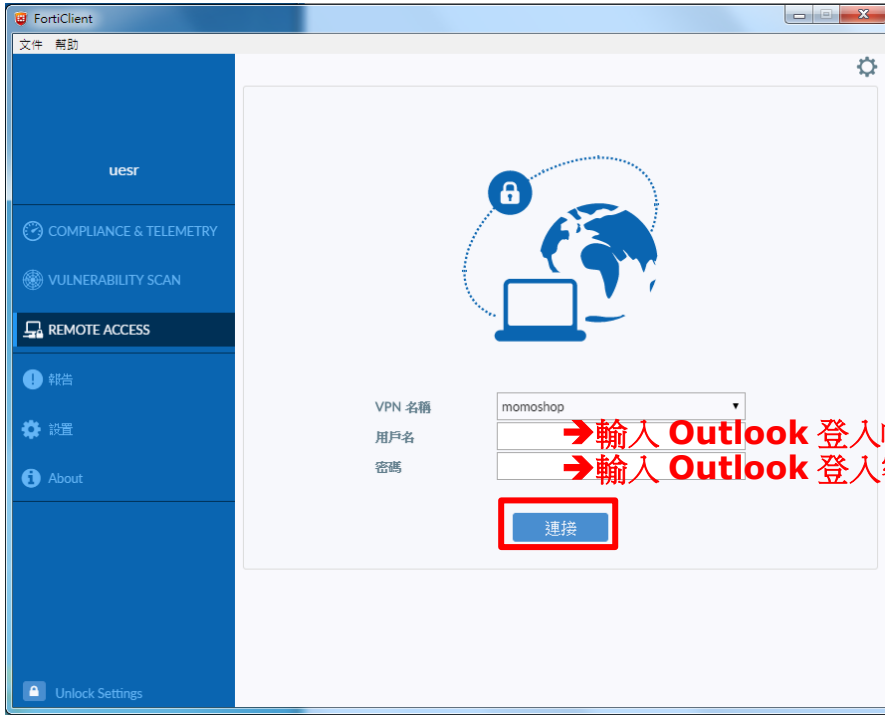 FortiClient
文件 幫助
uesr
COMPLIANCE & TELEMETRY
VULNERABILITY SCAN
REMOTE ACCESS
報告
設置
About
Unlock Settings
VPN 名稱
momoshop
用戶名
➔輸入 Outlook 登入
密碼
➔輸入 Outlook 登入
連接